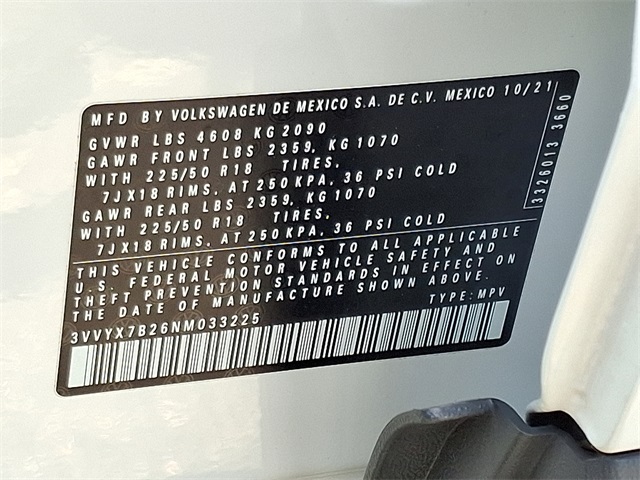 MFD BY VOLKSWAGEN DE MEXICO S.A. DE C.V. MEXICO 10/21
GVWR LBS 4608 KG 2090
GAWR FRONT LBS 2359, KG 1070
WITH 225/50 R18 TIRES,
7JX18 RIMS, AT 250KPA, 36 PSI COLD
GAWR REAR LBS 2359, KG 1070
WITH 225/50 R18 TIRES.
7JX18 RIMS, AT 250KPA, 36 PSI COLD
THIS VEHICLE CONFORMS TO ALL APPLICABLE
U.S. FEDERAL MOTOR VEHICLE SAFETY AND
THEFT PREVENTION STANDARDS IN EFFECT ON
THE DATE OF MANUFACTURE SHOWN ABOVE.
TYPE: MPV
3VVYX7B26NM033225
3326013 3660